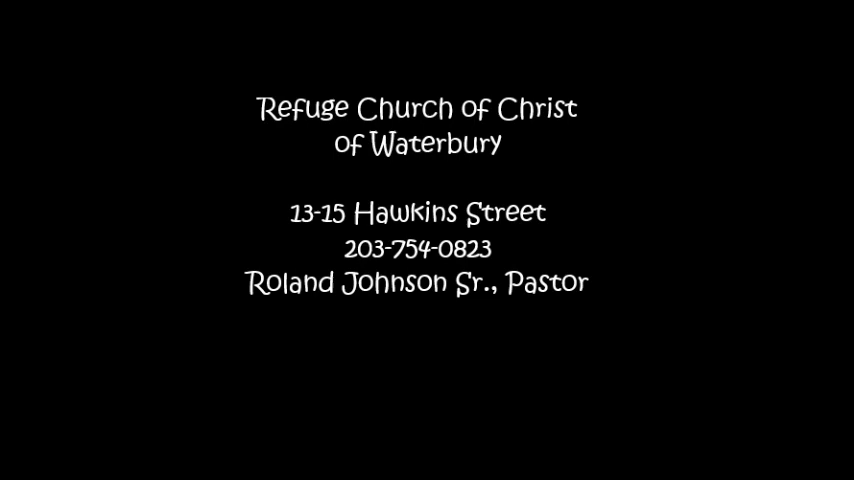 Refuge Church of Christ
of Waterbury
13-15 Hawkins Street
203-754-0823
Roland Johnson Sr., Pastor